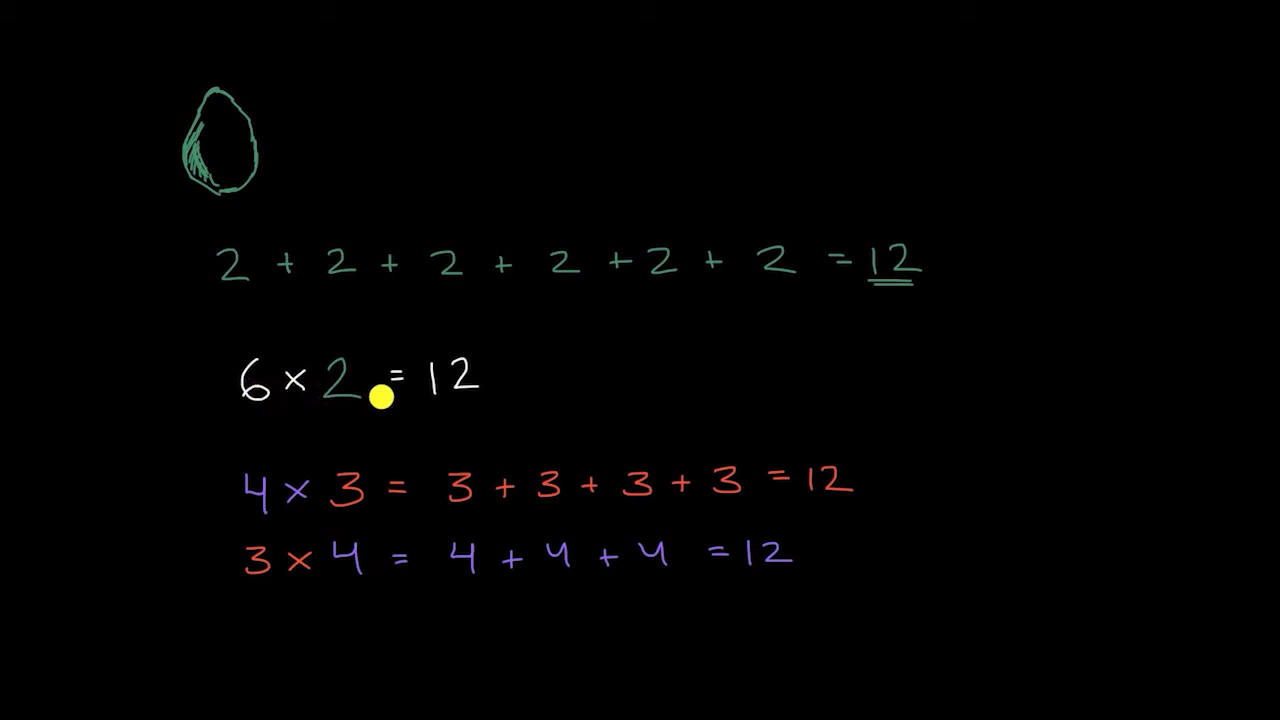 2 + 2 + 2 + 2 + 2 + 2 = 12
6 × 2 = 12
4 × 3 = 3 + 3 + 3 + 3 = 12
3 × 4 = 4 + 4 + 4 = 12